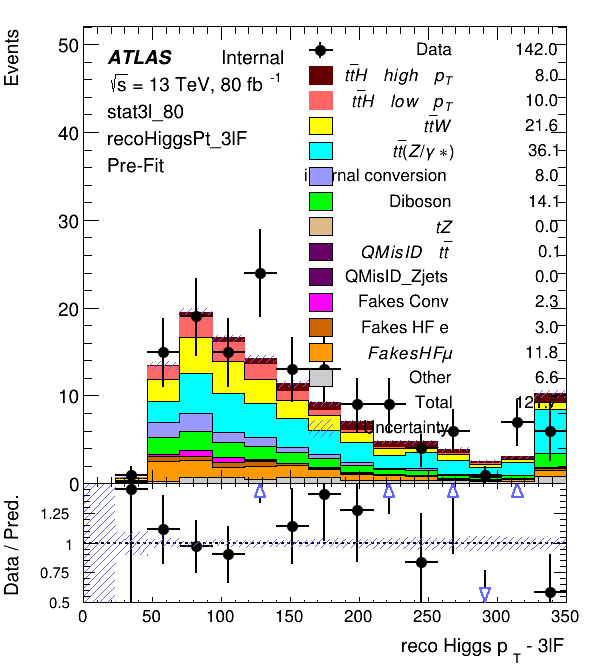 Events
50
40
30
20
10
0
ATLAS Internal
√s = 13 TeV, 80 fb -1
stat3l_80
recoHiggsPt_3lF
Pre-Fit
Data 142.0
tt̄H high p_T 8.0
tt̄H low p_T 10.0
tt̄W 21.6
tt̄(Z/γ *) 36.1
conversion 8.0
Diboson 14.1
tZ 0.0
QMisID tt̄ 0.1
QMisID_Zjets 0.0
Fakes Conv 2.3
Fakes HF e 3.0
FakesHFμ 11.8
Other 6.6
Total
Uncertainty
Data / Pred.
1.25
1
0.75
0.5
0 50 100 150 200 250 300 350
reco Higgs p_T - 3lF